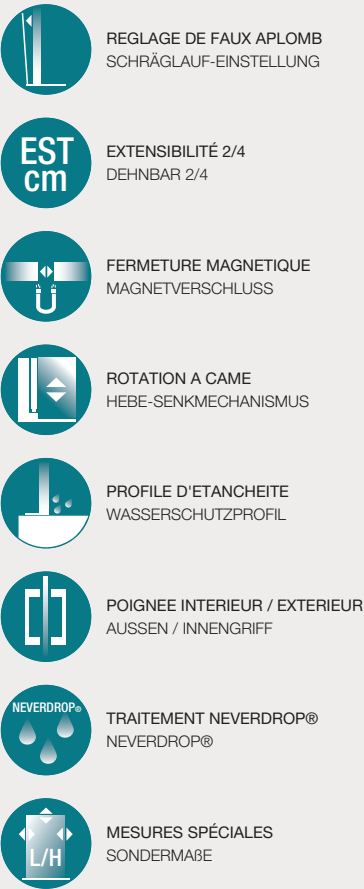 REGLAGE DE FAUX APLOMB
SCHRÄGLAUF-EINSTELLUNG
EST
cm
EXTENSIBILITÉ 2/4
DEHNBAR 2/4
FERMETURE MAGNETIQUE
MAGNETVERSCHLUSS
ROTATION A CAME
HEBE-SENKMECHANISMUS
PROFILE D'ETANCHEITE
WASSERSCHUTZPROFIL
POIGNEE INTERIEUR / EXTERIEUR
AUSSEN / INNENGRIFF
NEVERDROP®
TRAITEMENT NEVERDROP®
NEVERDROP®
L/H
MESURES SPÉCIALES
SONDERMAßE